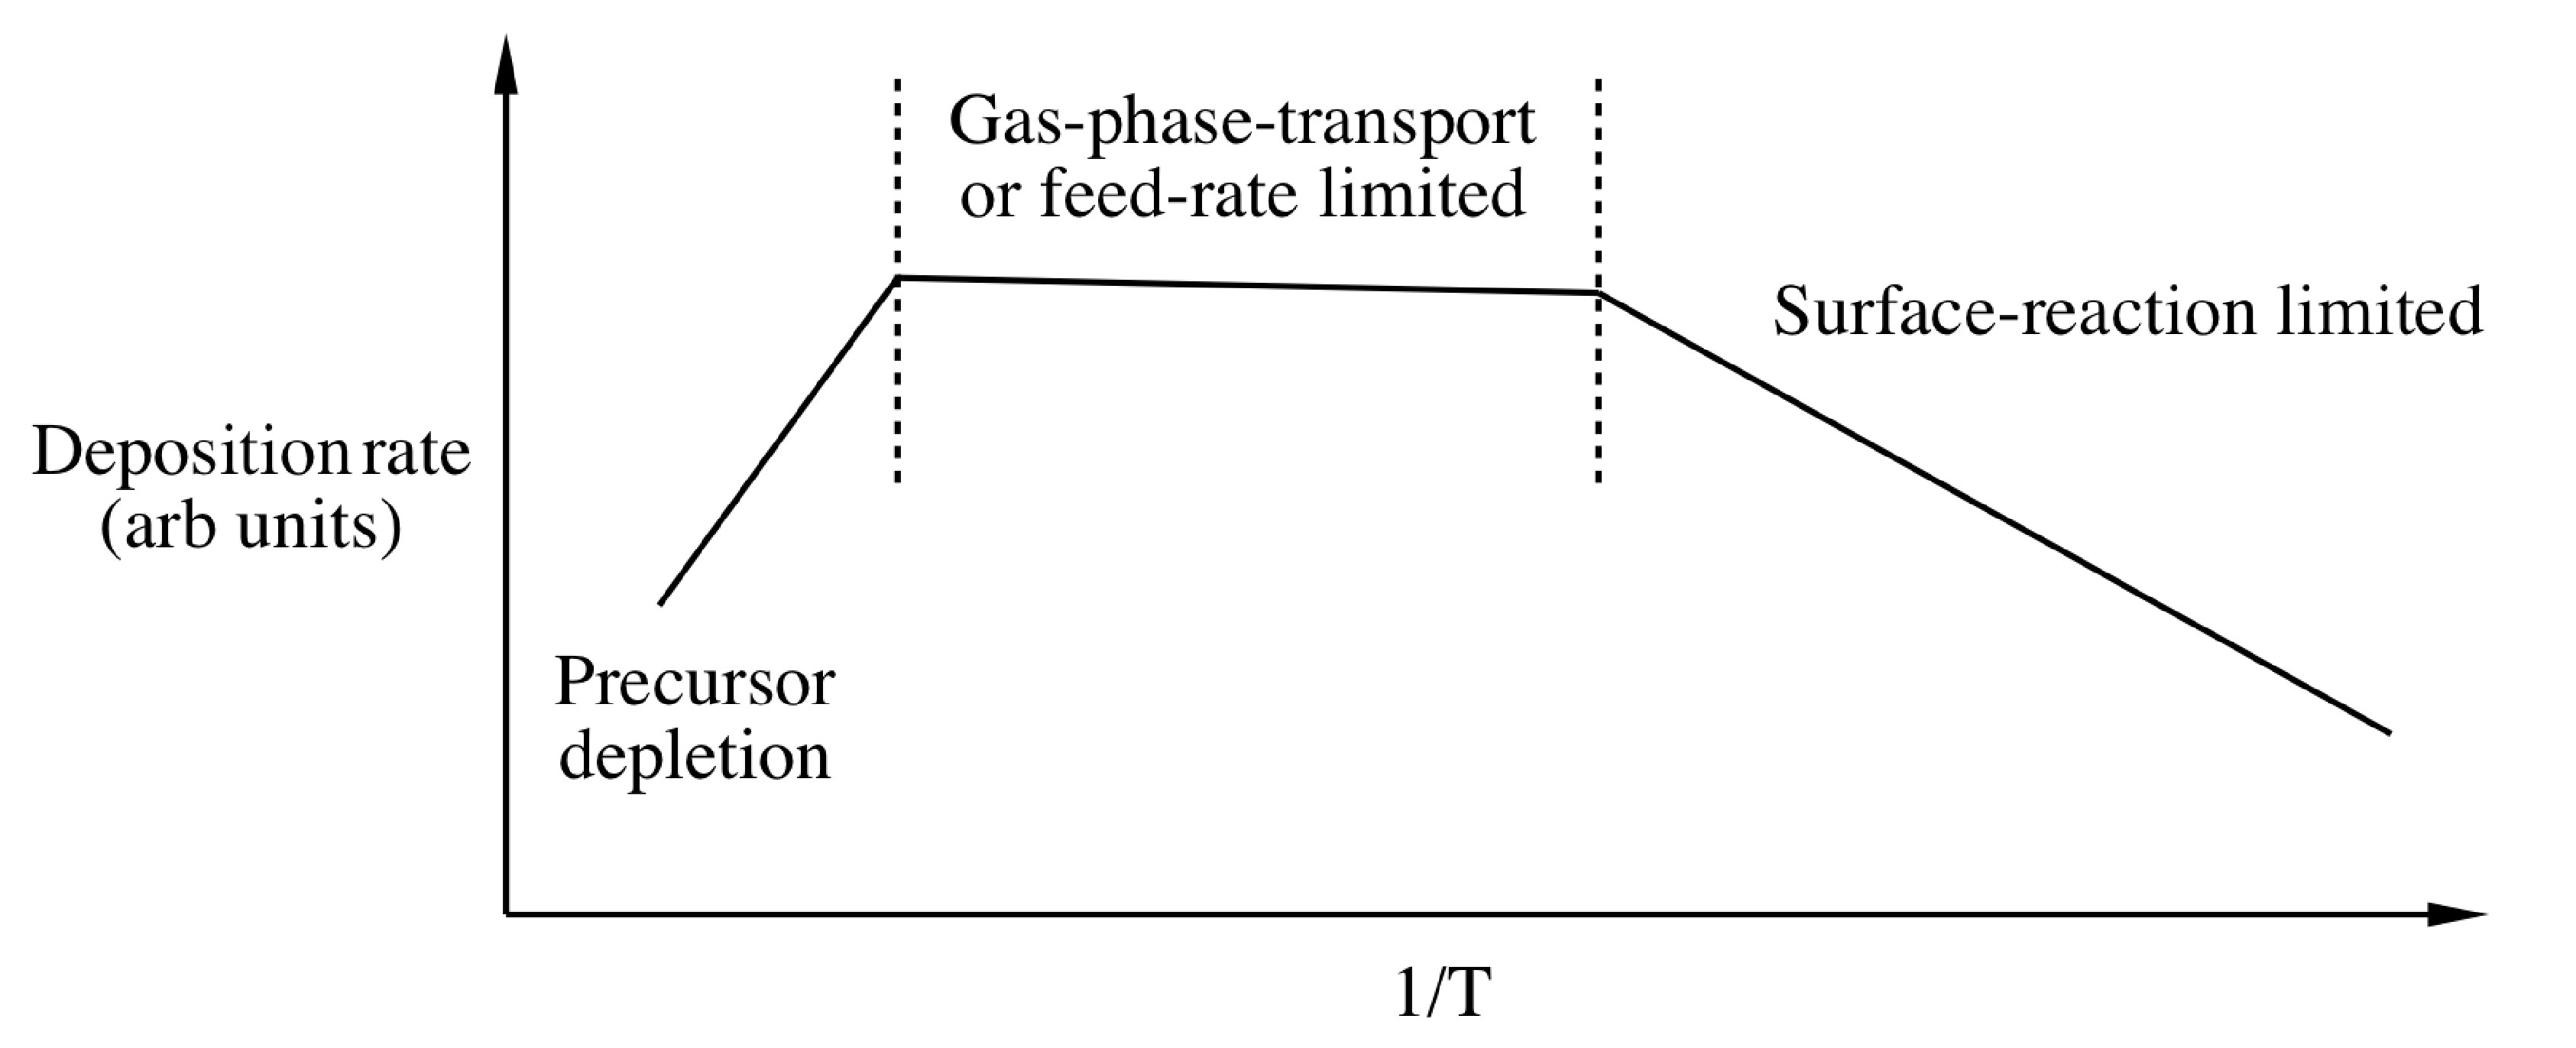 Gas-phase-transport
or feed-rate limited
Surface-reaction limited
Deposition rate
(arb units)
Precursor
depletion
1/T